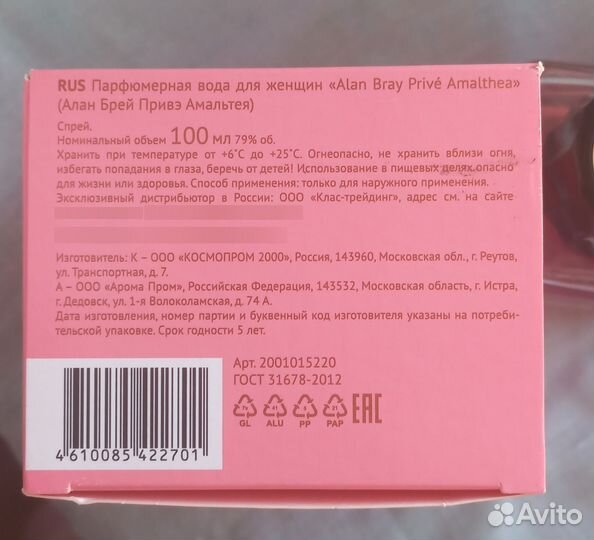 RUS Парфюмерная вода для женщин «Alan Bray Privé Amalthea»
(Алан Брей Привэ Амальтея)
Спрей.
Номинальный объем 100 МЛ 79% об.
Хранить при температуре от +6°С до +25°С. Огнеопасно, не хранить вблизи огня,
избегать попадания в глаза, беречь от детей! Использование в пищевых целях опасно
для жизни или здоровья. Способ применения: только для наружного применения.
Эксклюзивный дистрибьютор в России: ООО «Клас-трейдинг», адрес см. на сайте
Изготовитель: К – ООО «КОСМОПРОМ 2000», Россия, 143960, Московская обл., г. Реутов,
ул. Транспортная, д. 7.
А – ООО «Арома Пром», Российская Федерация, 143532, Московская область, г. Истра,
г. Дедовск, ул. 1-я Волоколамская, д. 74 А.
Дата изготовления, номер партии и буквенный код изготовителя указаны на потреби-
тельской упаковке. Срок годности 5 лет.
Арт. 2001015220
ГОСТ 31678-2012
70 41 5 21
GL ALU PP PAP EAC
4 610085 422701
Avito